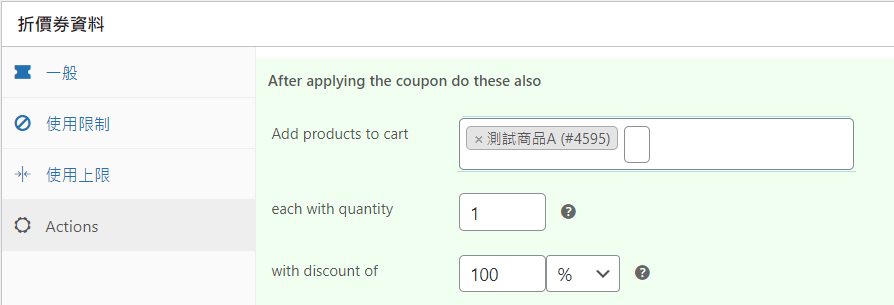 折價券資料
一般
使用限制
使用上限
Actions
After applying the coupon do these also
Add products to cart
× 測試商品A (#4595)
each with quantity
1
?
with discount of
100
%
?